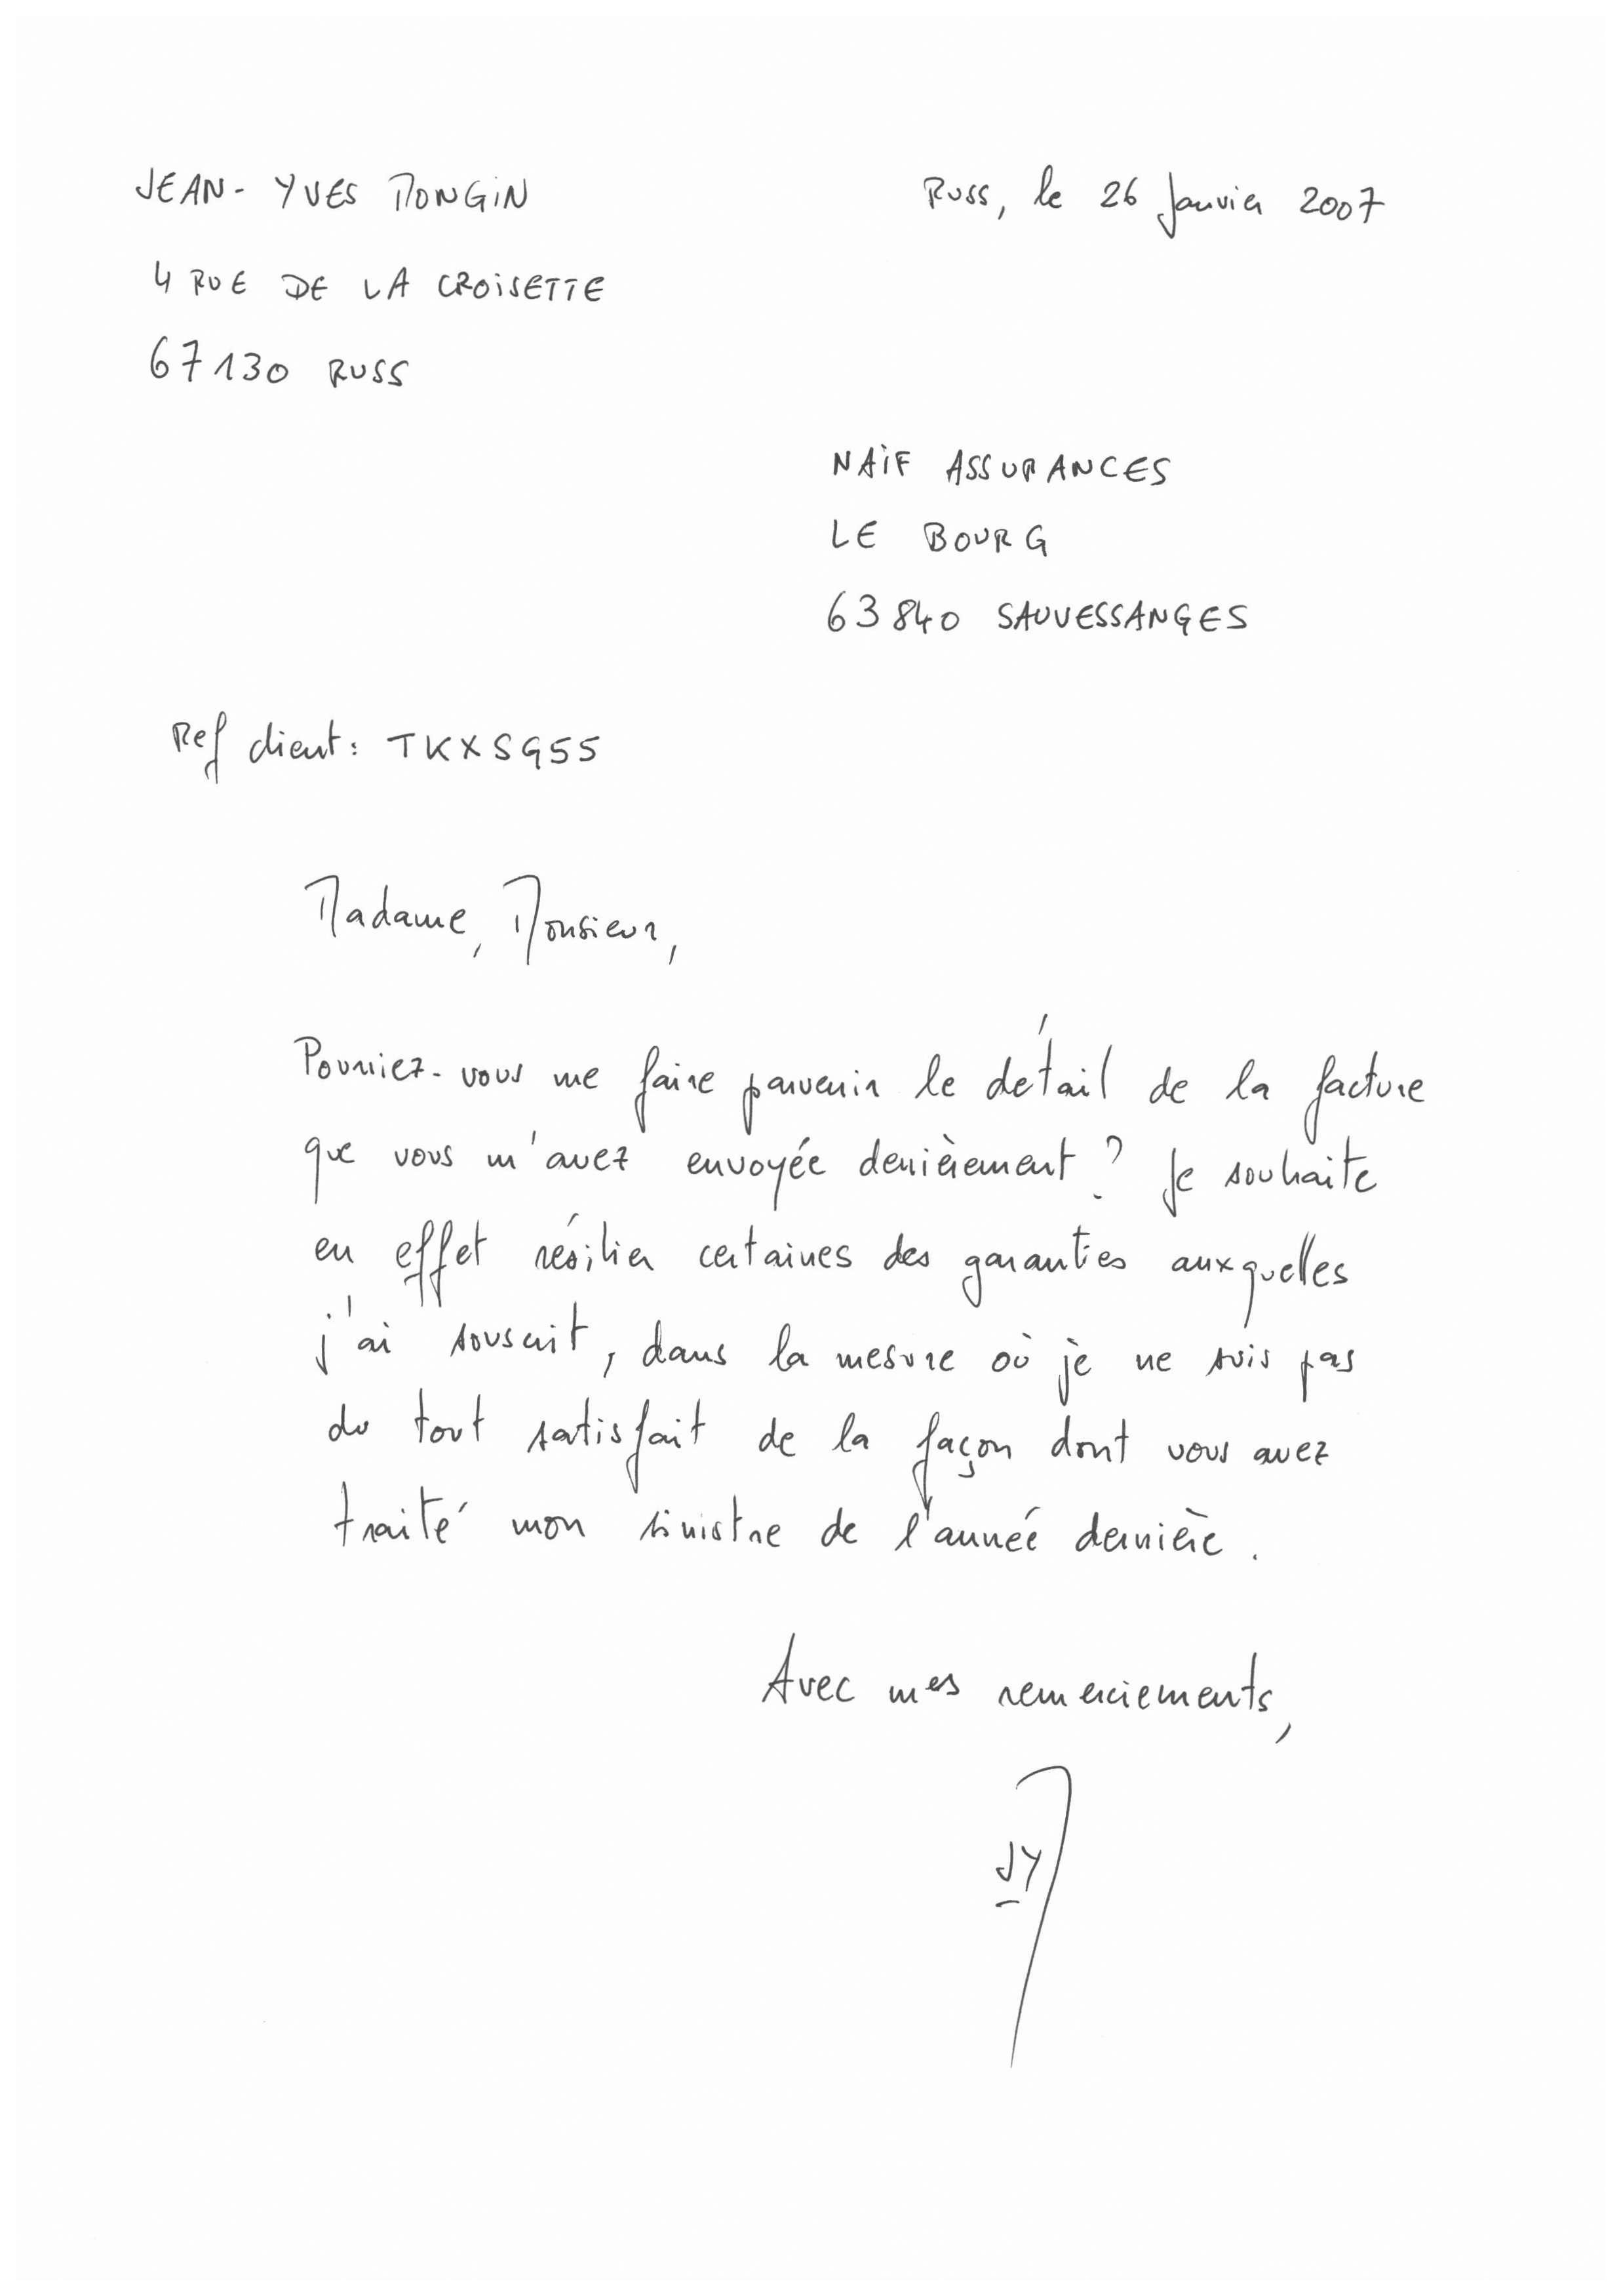 JEAN-YVES MONGIN
Russ, le 26 Janvier 2007
4 RUE DE LA CROISETTE
67130 RUSS
NAIF ASSURANCES
LE BOURG
63840 SAUVESSANGES
Ref client : TKXSG55
Madame, Monsieur,
Pourriez-vous me faire parvenir le détail de la facture
que vous m'avez envoyée dernièrement ? Je souhaite
en effet résilier certaines des garanties auxquelles
j'ai souscrit, dans la mesure où je ne suis pas
du tout satisfait de la façon dont vous avez
traité mon sinistre de l'année dernière.
Avec mes remerciements,
JY